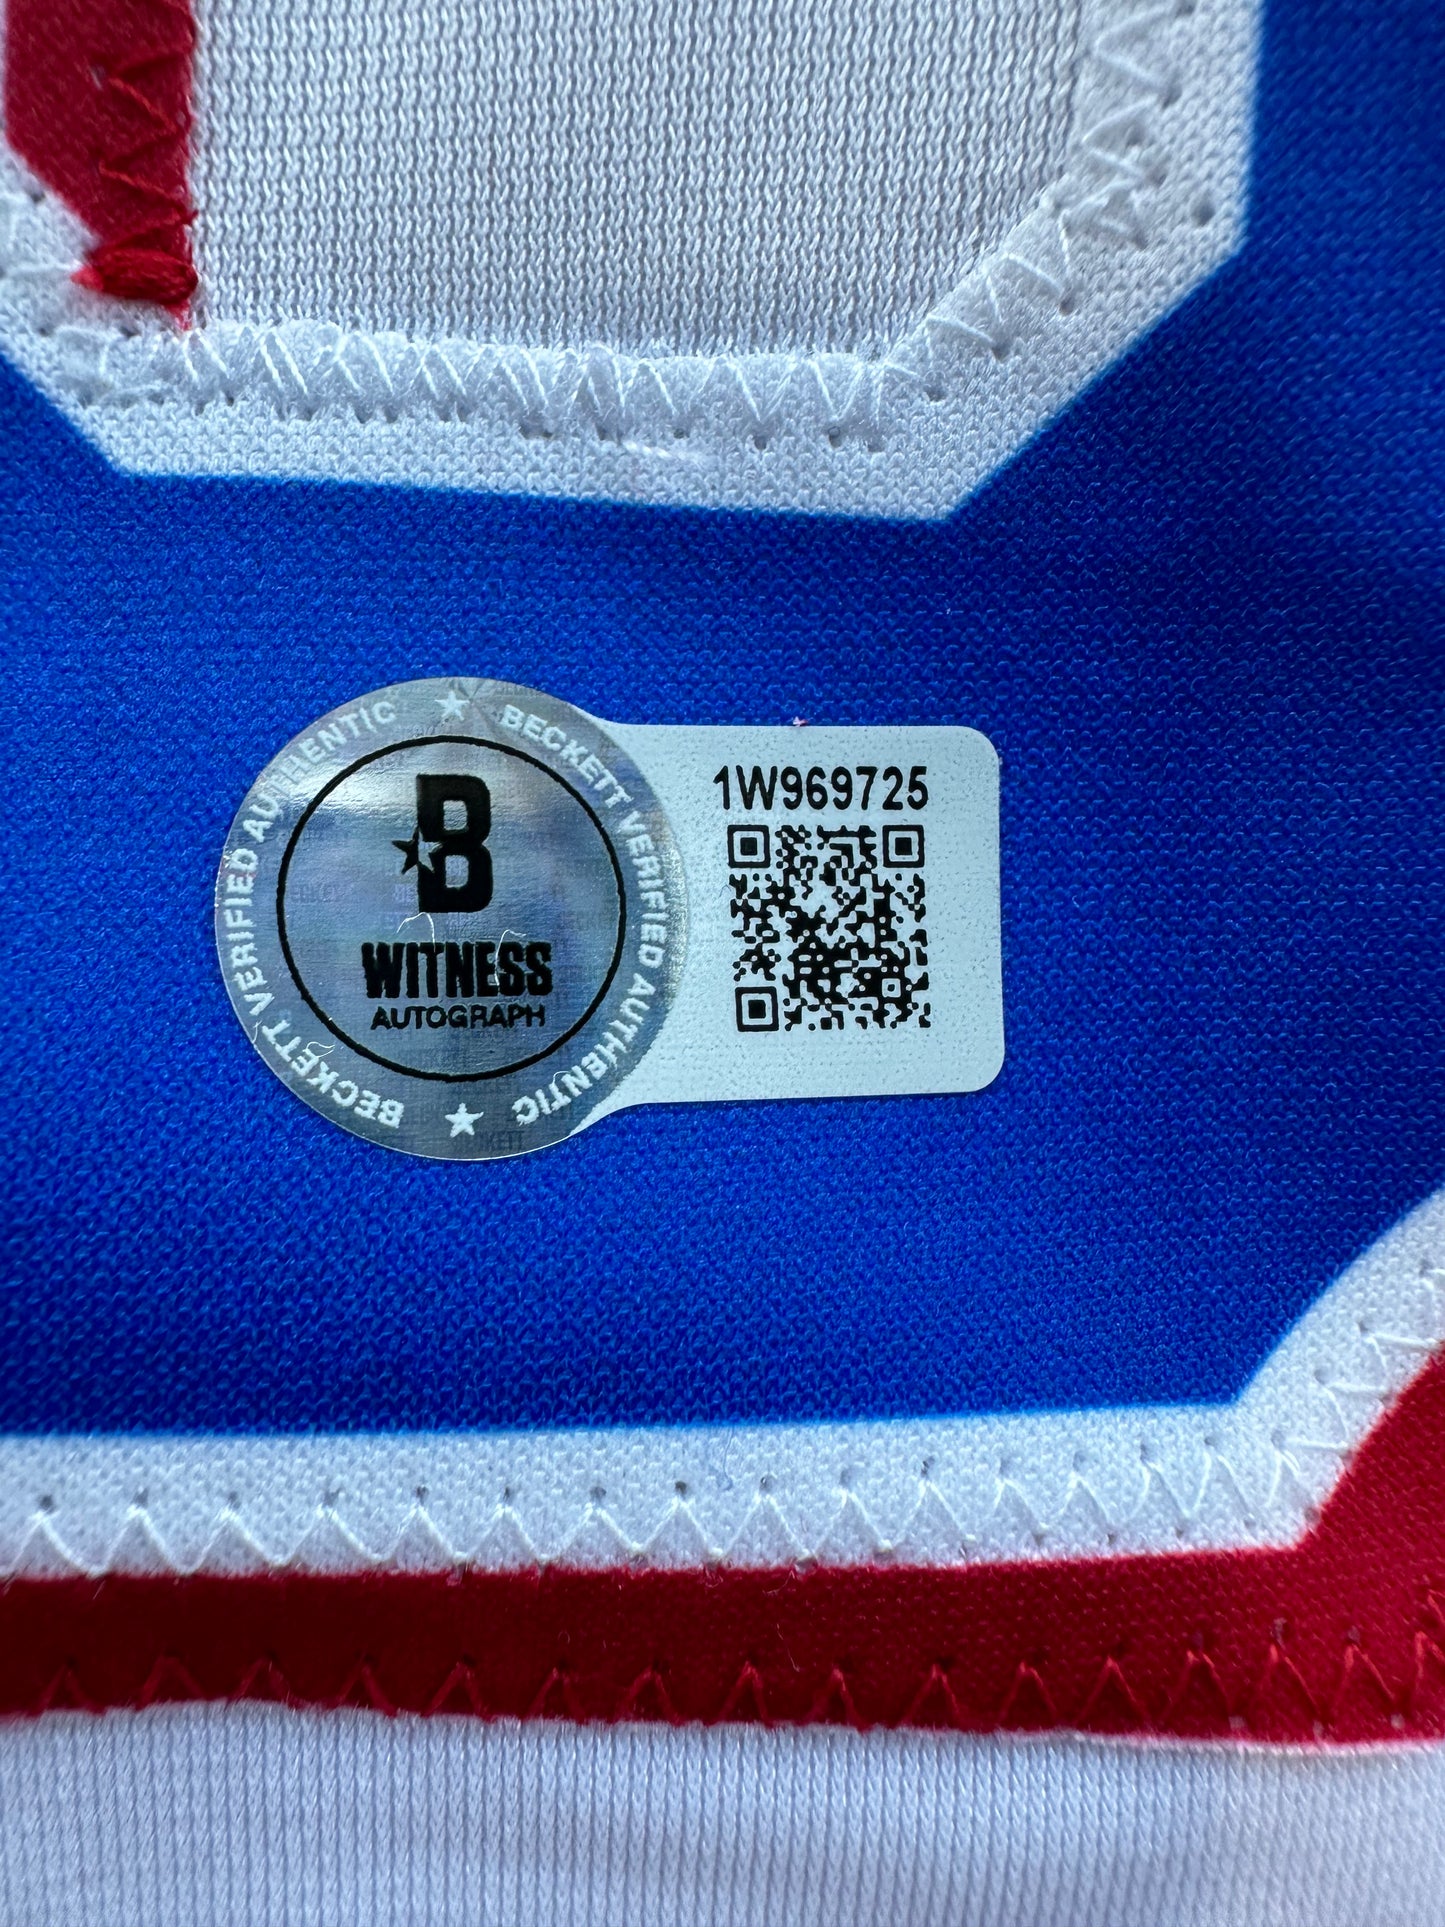 BECKETT VERIFIED AUTHENTIC ★ BECKETT VERIFIED AUTHENTIC ★
B
WITNESS
AUTOGRAPH
1W969725